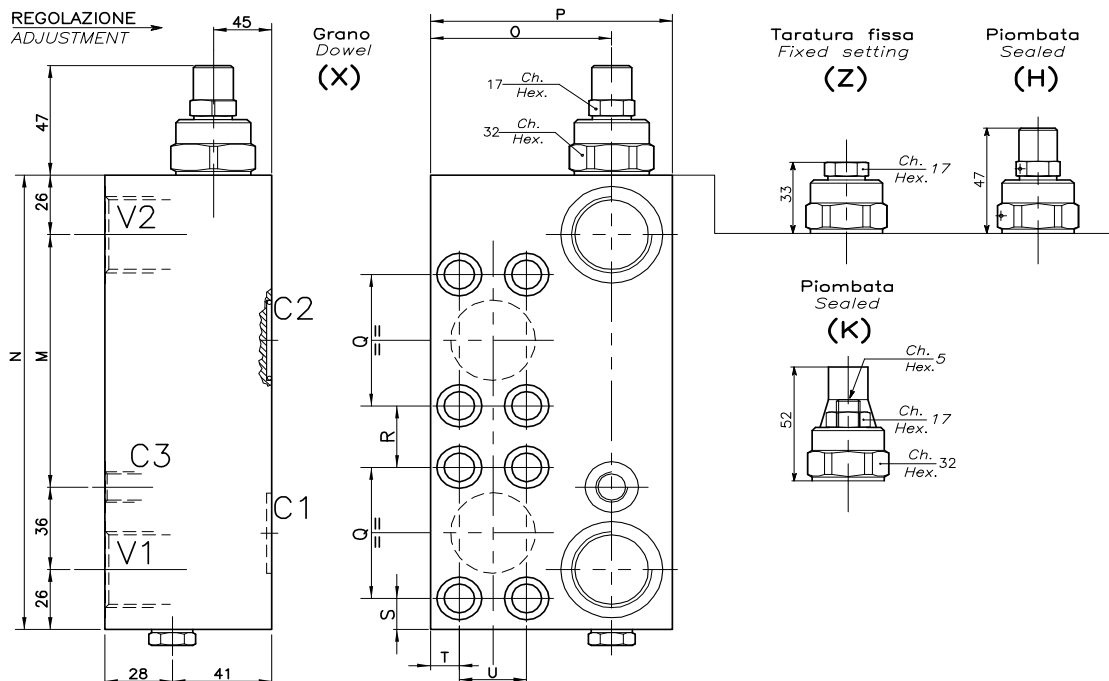 REGOLAZIONE
ADJUSTMENT
45
Grano
Dowel
(X)
P
O
Taratura fissa
Fixed setting
(Z)
Piombata
Sealed
(H)
47
17 Ch.
Hex.
32 Ch.
Hex.
33
Ch.
Hex. 17
47
26
V2
C2
N
M
Q
=
=
Piombata
Sealed
(K)
Ch.
Hex. 5
52
Ch.
Hex. 17
Ch.
Hex. 32
R
C3
36
C1
V1
Q
=
=
26
S
28
41
T
U